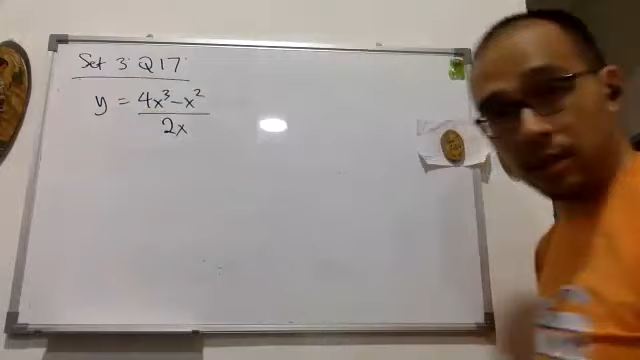 Set 3 Q17
y = (4x³ - x²) / 2x